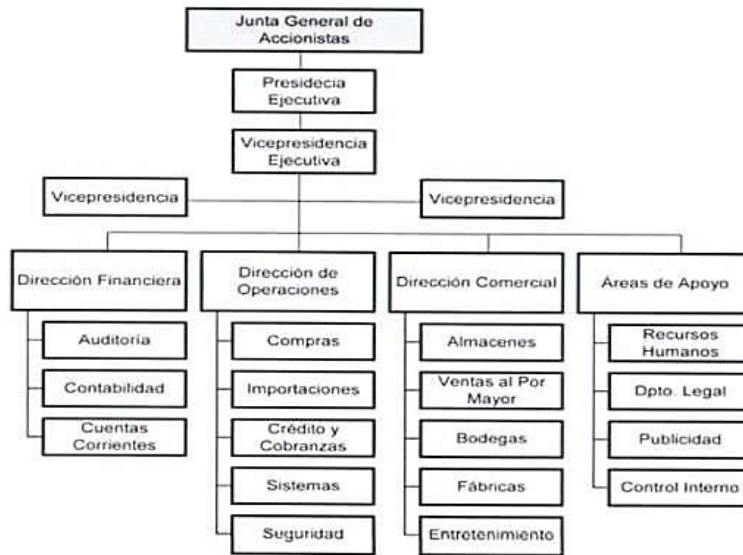 Junta General de
Accionistas
Presidecia
Ejecutiva
Vicepresidencia
Ejecutiva
Vicepresidencia
Vicepresidencia
Dirección Financiera
Dirección de
Operaciones
Dirección Comercial
Áreas de Apoyo
Auditoría
Contabilidad
Cuentas
Corrientes
Compras
Importaciones
Crédito y
Cobranzas
Sistemas
Seguridad
Almacenes
Ventas al Por
Mayor
Bodegas
Fábricas
Entretenimiento
Recursos
Humanos
Dpto. Legal
Publicidad
Control Interno